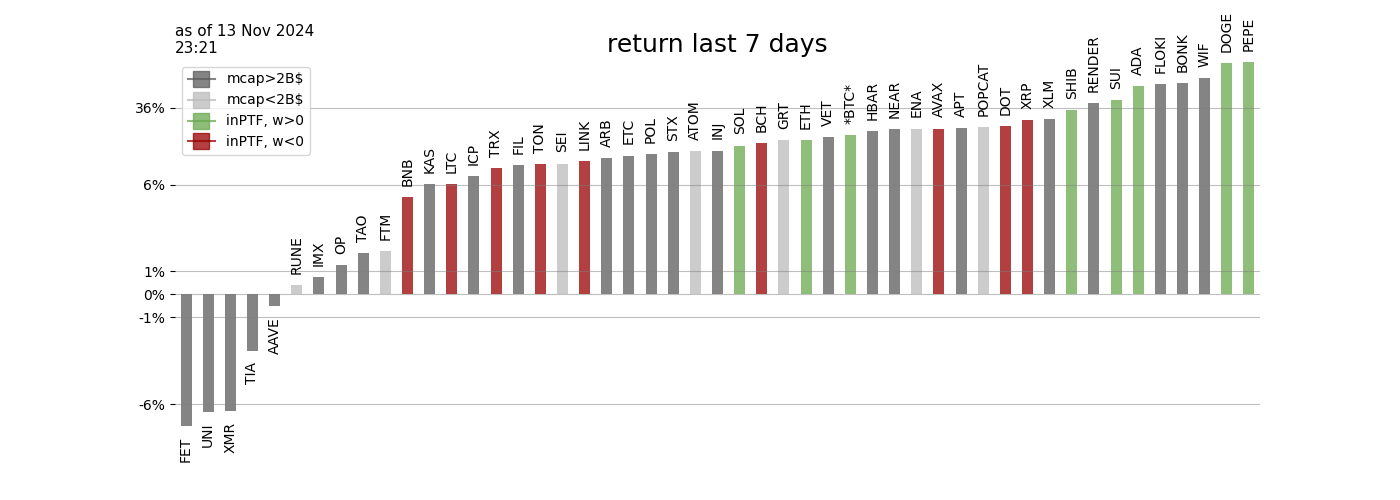 as of 13 Nov 2024
23:21
return last 7 days
mcap>2B$
mcap<2B$
inPTF, w>0
inPTF, w<0
36%
6%
1%
0%
-1%
-6%
FET
UNI
XMR
TIA
AAVE
RUNE
IMX
OP
TAO
FTM
BNB
KAS
LTC
ICP
TRX
FIL
TON
SEI
LINK
ARB
ETC
POL
STX
ATOM
INJ
SOL
BCH
GRT
ETH
VET
*BTC*
HBAR
NEAR
ENA
AVAX
APT
POPCAT
DOT
XRP
XLM
SHIB
RENDER
SUI
ADA
FLOKI
BONK
WIF
DOGE
PEPE